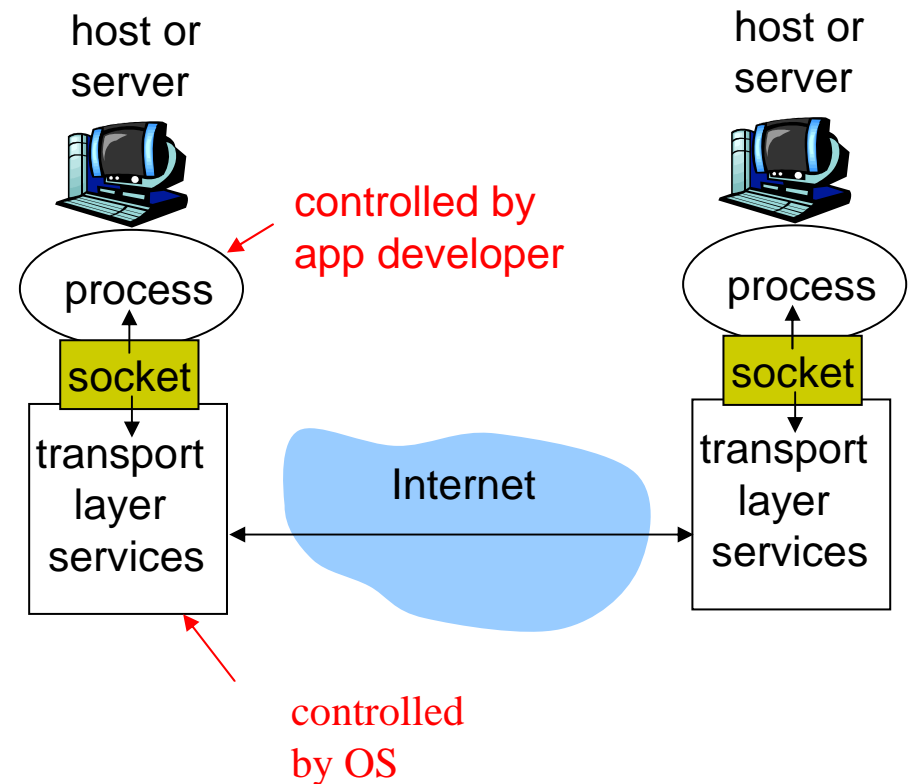 host or
server
host or
server
controlled by
app developer
process
process
socket
socket
transport
layer
services
Internet
transport
layer
services
controlled
by OS